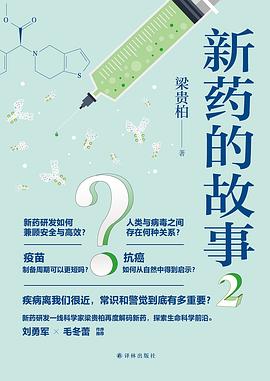 新药的故事
2
梁贵柏
著
新药研发如何
兼顾安全与高效?
人类与病毒之间
存在何种关系?
疫苗
制备周期可以更短吗?
抗癌
如何从自然中得到启示?
疾病离我们很近，常识和警觉到底有多重要?
新药研发一线科学家梁贵柏再度解码新药，探索生命科学前沿。
刘勇军 × 毛冬蕾
译林出版社